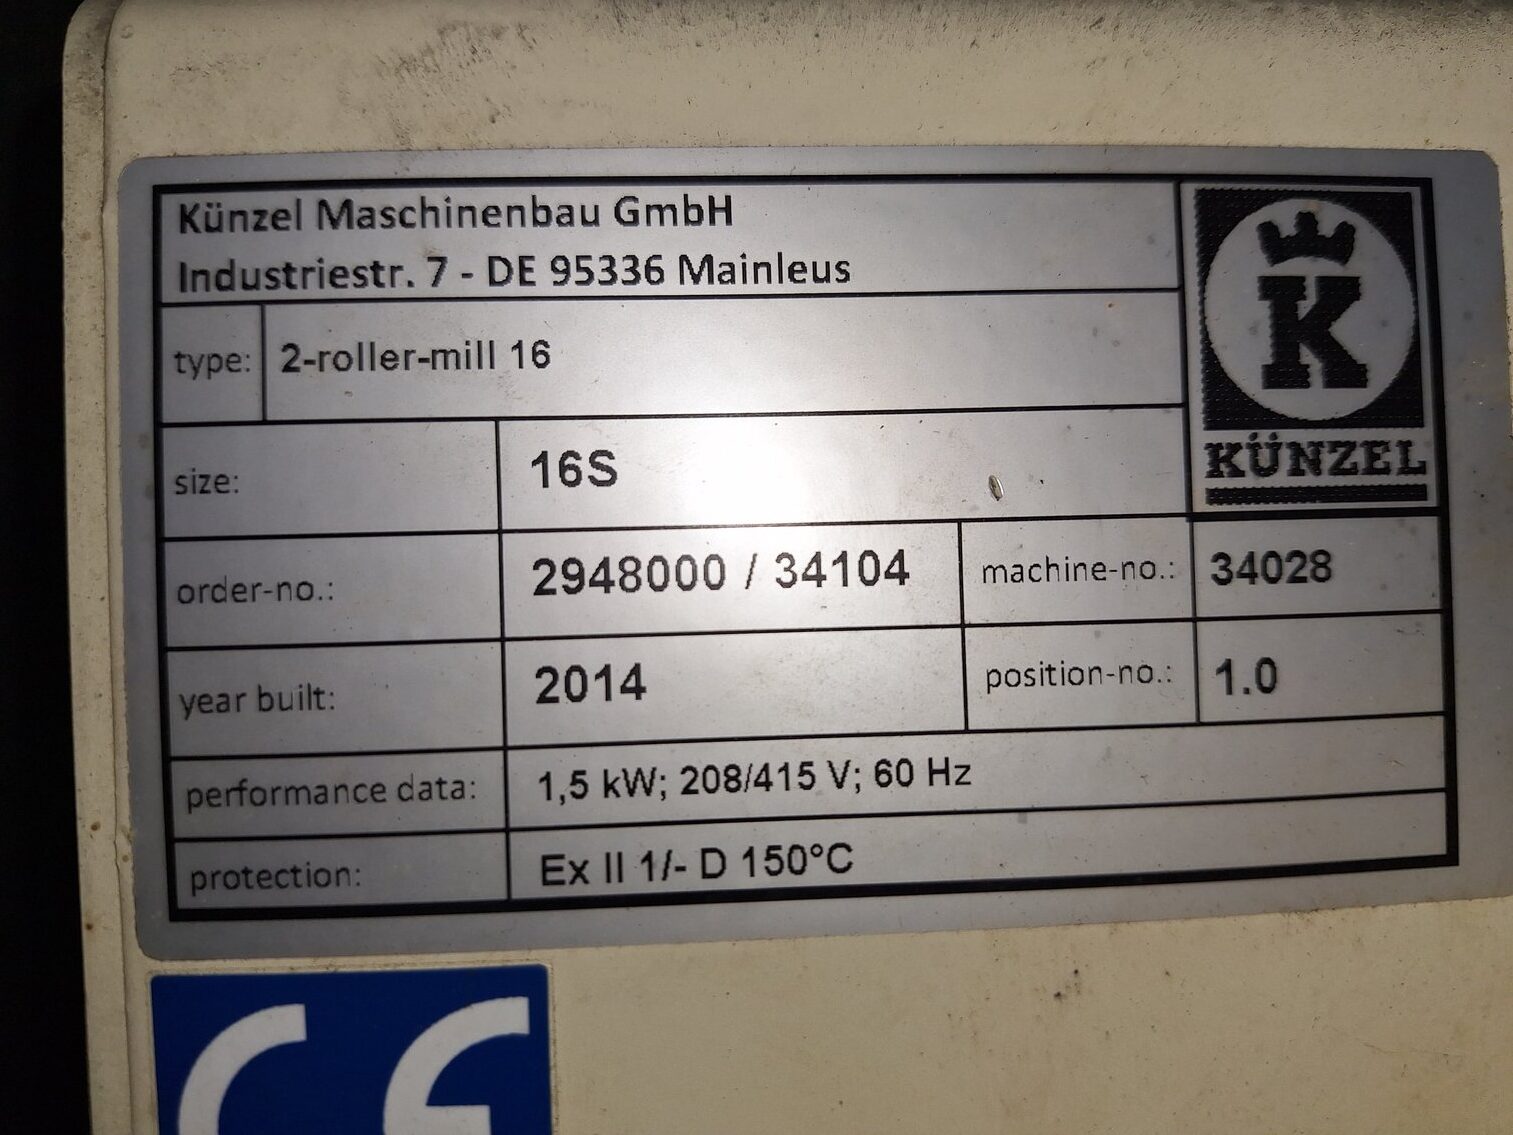 Künzel Maschinenbau GmbH
Industriestr. 7 - DE 95336 Mainleus
K
KÜNZEL
type: 2-roller-mill 16
size: 16S
order-no.: 2948000 / 34104 machine-no.: 34028
year built: 2014 position-no.: 1.0
performance data: 1,5 kW; 208/415 V; 60 Hz
protection: Ex II 1/- D 150°C
CE